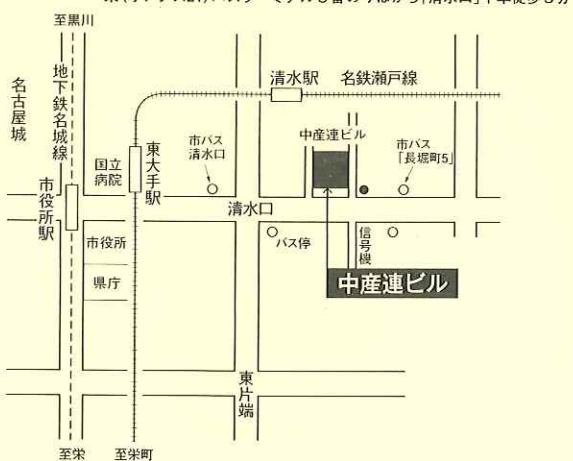 至黒川
清水駅
名鉄瀬戸線
地下鉄名城線
名古屋城
中産連ビル
市バス
「長堀町5」
市バス
清水口
国立
病院
東大手駅
市役所駅
清水口
市役所
バス停
信号機
県庁
中産連ビル
東片端
至栄
至栄町